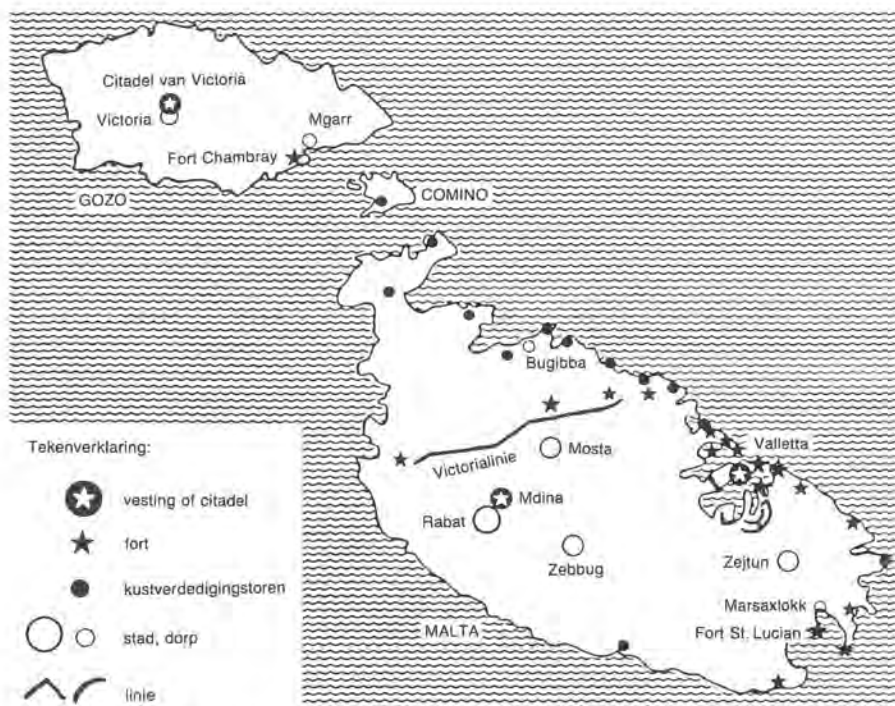 Citadel van Victoria
Victoria
Mgarr
Fort Chambray
GOZO
COMINO
Bugibba
Victorialinie
Mosta
Valletta
Mdina
Rabat
Zebbug
Zejtun
Marsaxlokk
Fort St. Lucian
MALTA
Tekenverklaring:
vesting of citadel
fort
kustverdedigingstoren
stad, dorp
linie